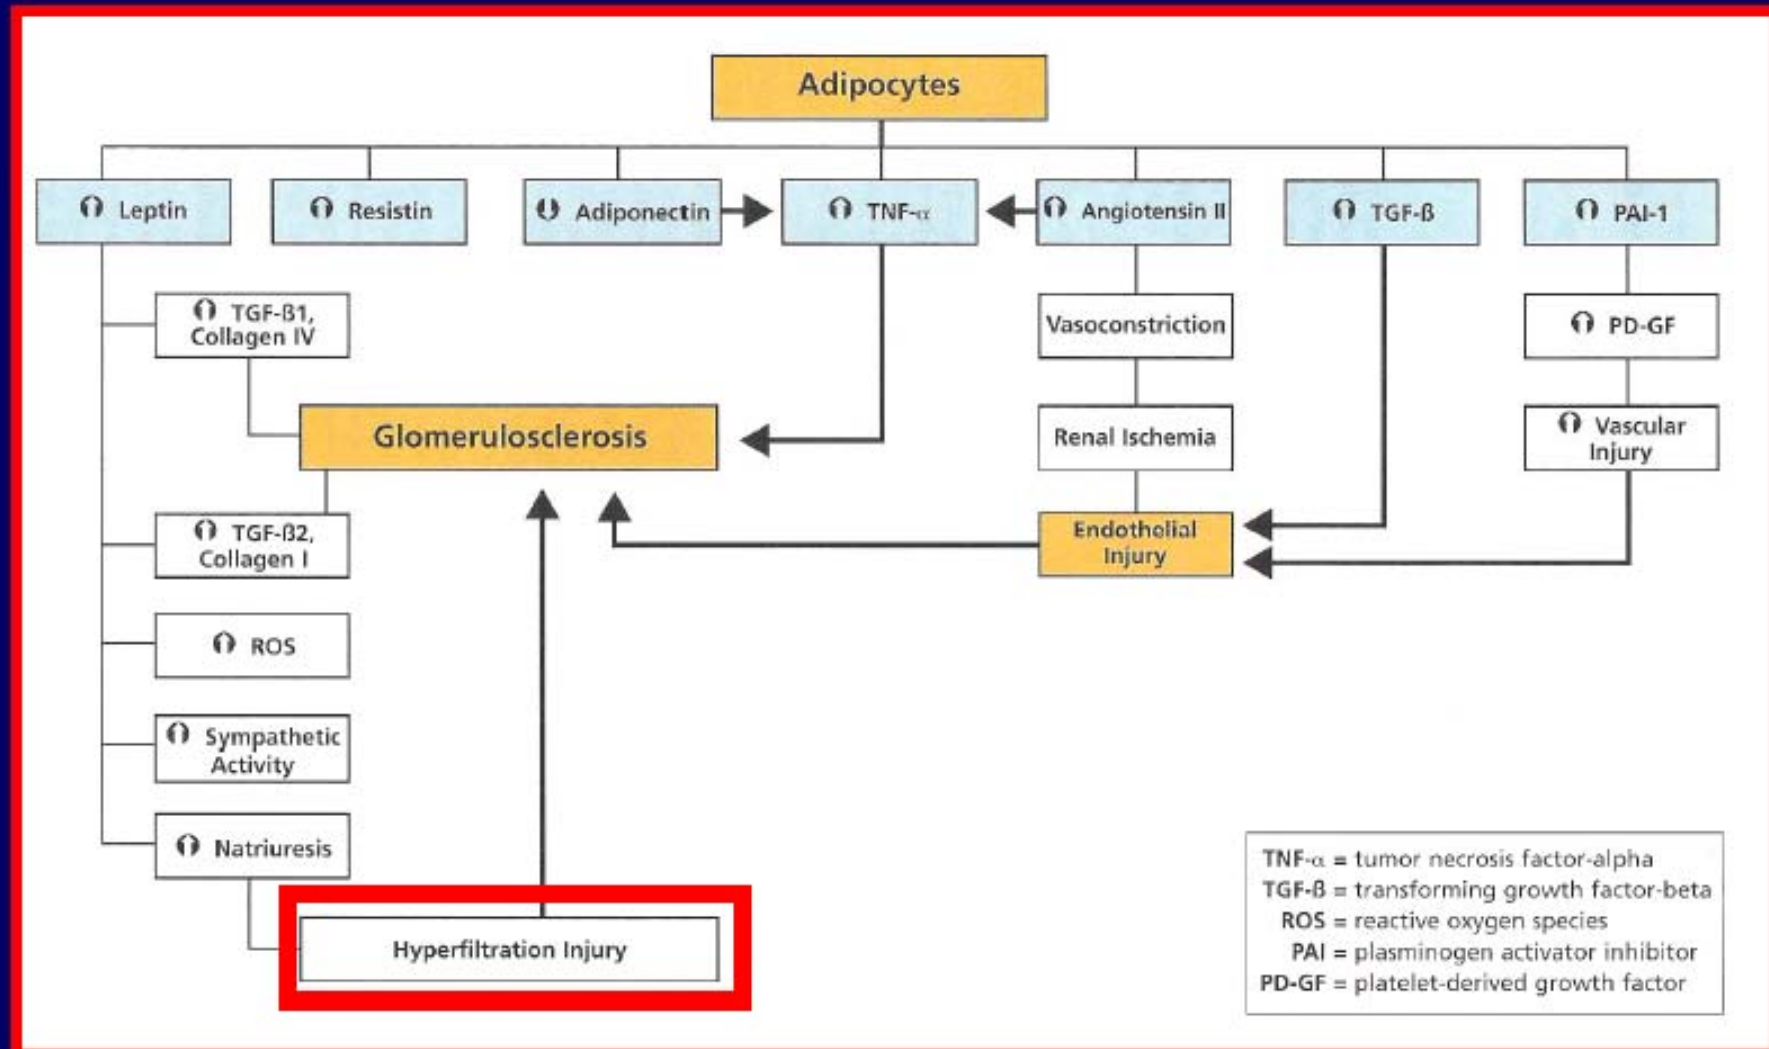 Adipocytes
Leptin
Resistin
Adiponectin
TNF-α
Angiotensin II
TGF-ß
PAI-1
TGF-ß1,
Collagen IV
Vasoconstriction
PD-GF
Glomerulosclerosis
Renal Ischemia
Vascular
Injury
TGF-ß2,
Collagen I
Endothelial
Injury
ROS
Sympathetic
Activity
Natriuresis
Hyperfiltration Injury
TNF-α = tumor necrosis factor-alpha
TGF-ß = transforming growth factor-beta
ROS = reactive oxygen species
PAI = plasminogen activator inhibitor
PD-GF = platelet-derived growth factor